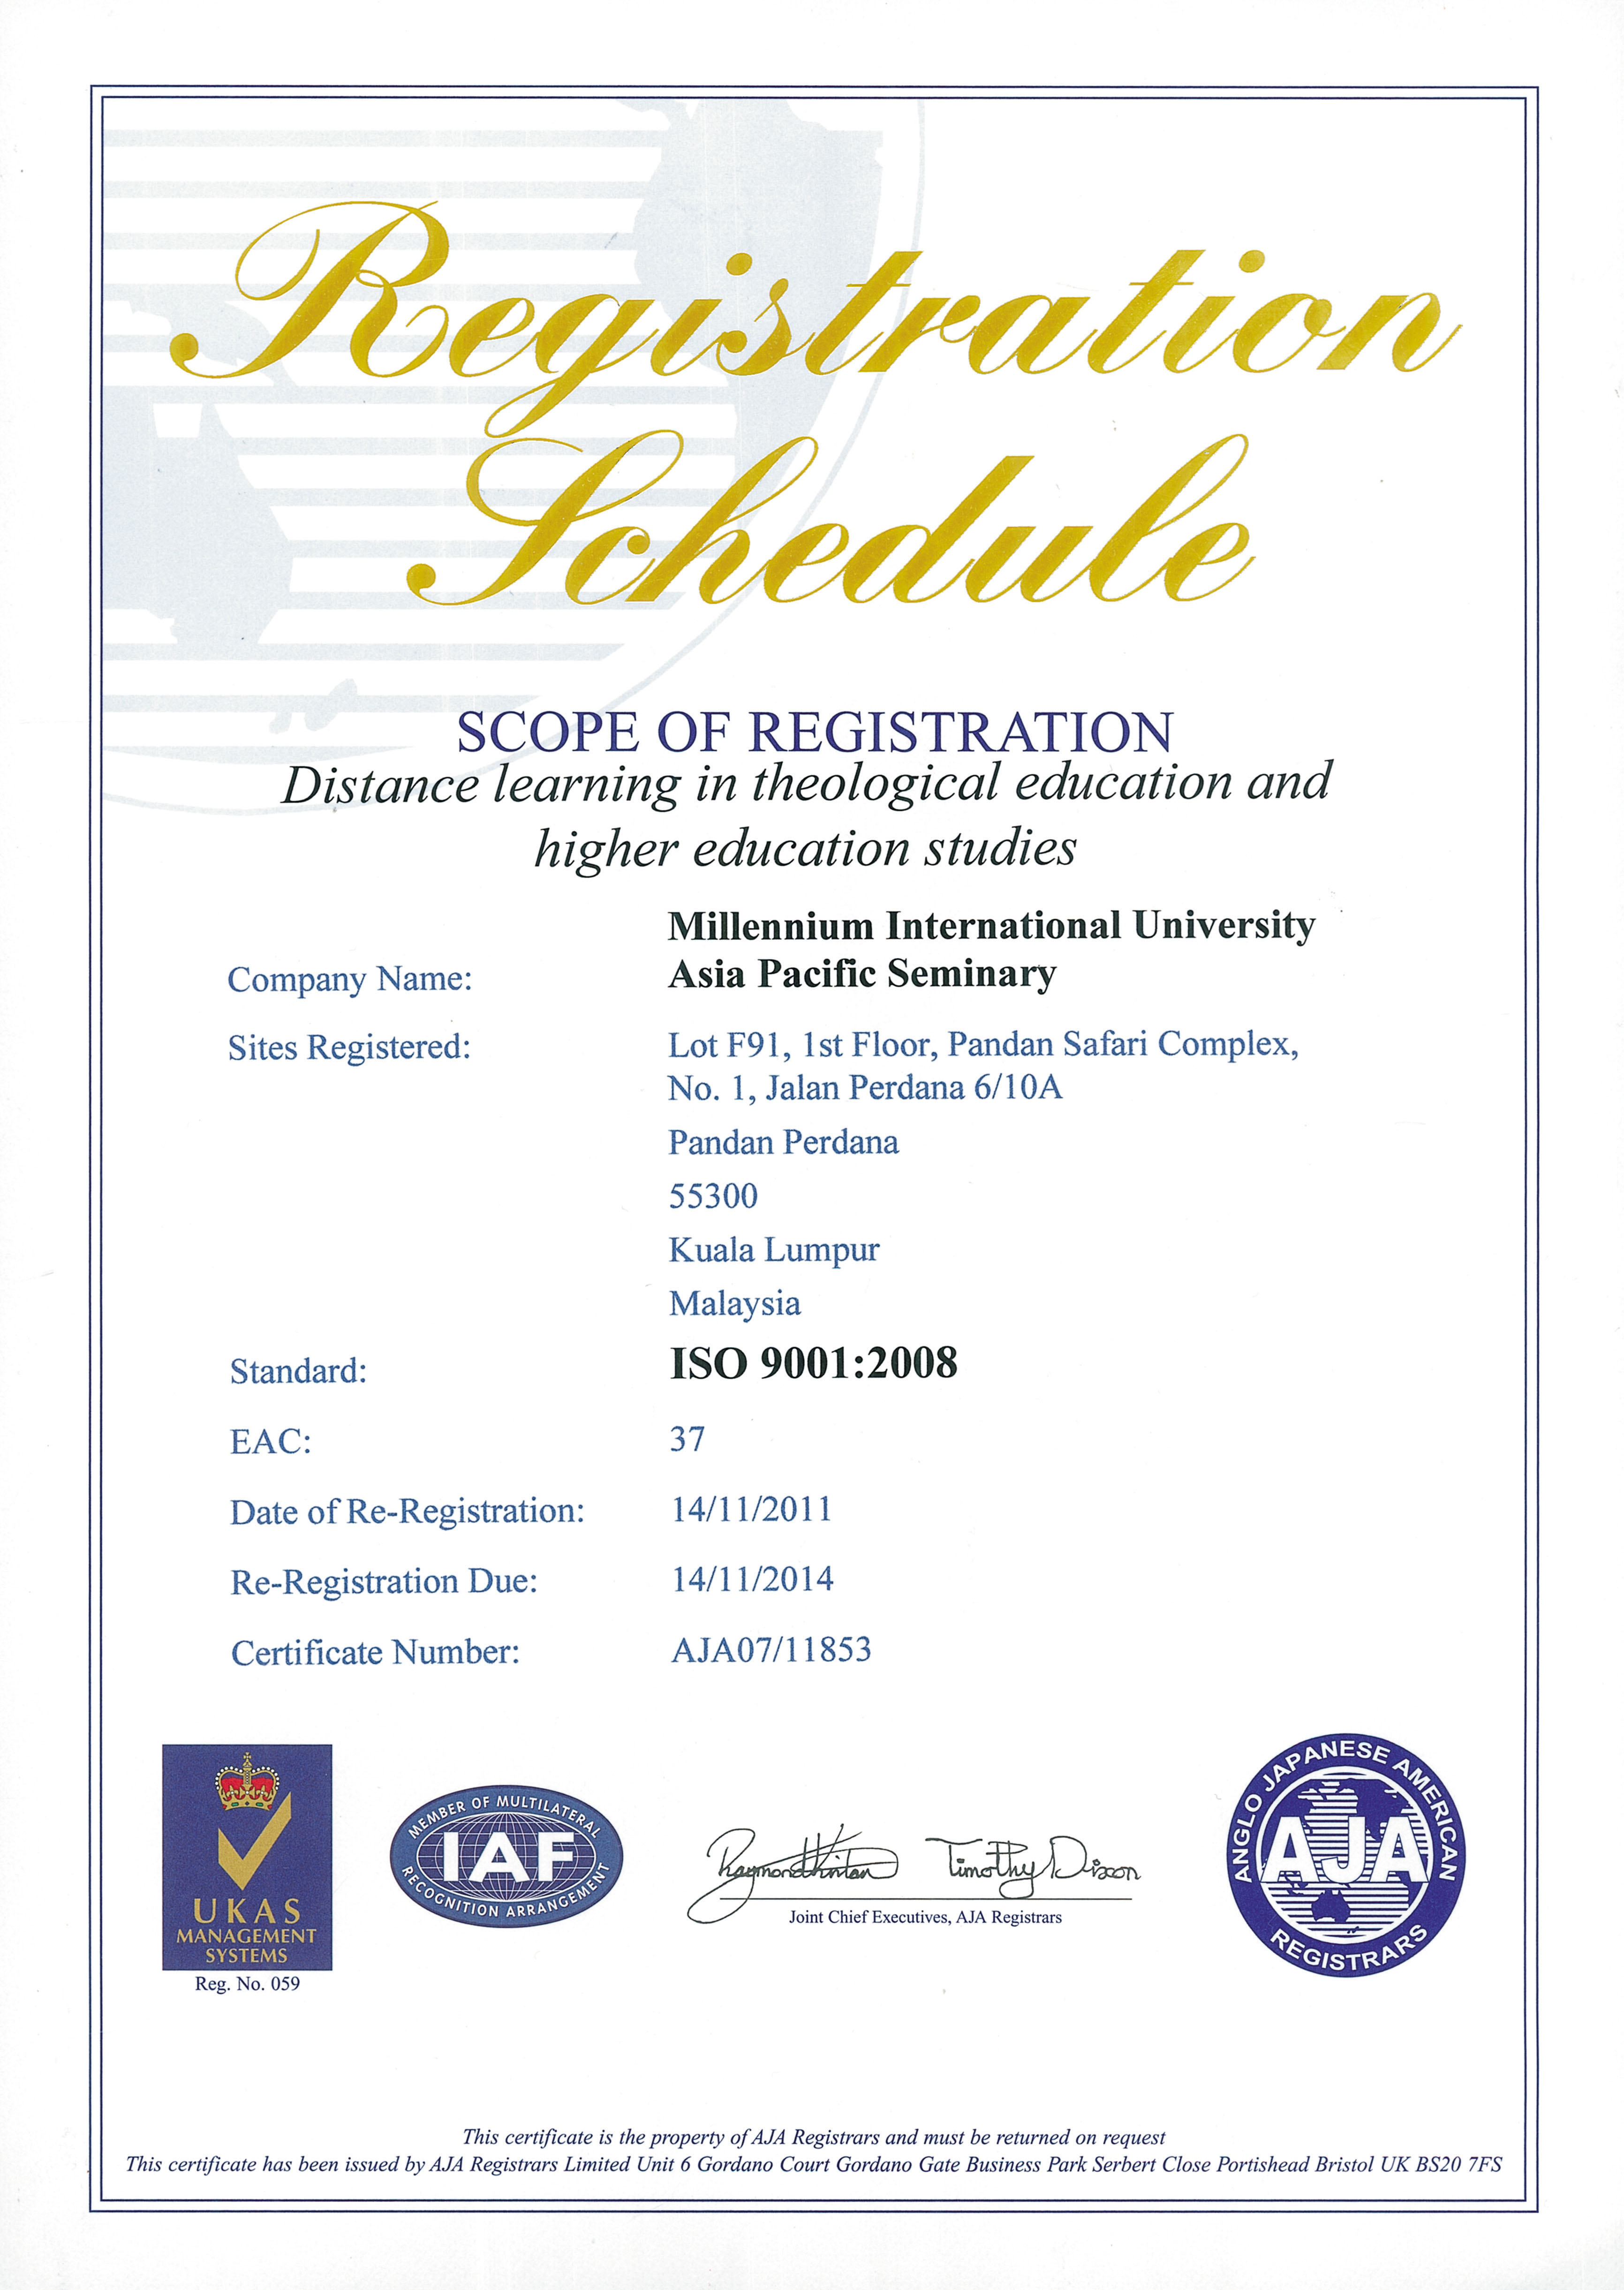 Registration
Schedule
SCOPE OF REGISTRATION
Distance learning in theological education and
higher education studies
Millennium International University
Company Name: Asia Pacific Seminary
Sites Registered: Lot F91, 1st Floor, Pandan Safari Complex,
No. 1, Jalan Perdana 6/10A
Pandan Perdana
55300
Kuala Lumpur
Malaysia
Standard: ISO 9001:2008
EAC: 37
Date of Re-Registration: 14/11/2011
Re-Registration Due: 14/11/2014
Certificate Number: AJA07/11853
UKAS
MANAGEMENT
SYSTEMS
Reg. No. 059
MEMBER OF MULTILATERAL
IAF
RECOGNITION ARRANGEMENT
Timothy Dixon
Joint Chief Executives, AJA Registrars
ANGLO JAPANESE AMERICAN
AJA
REGISTRARS
This certificate is the property of AJA Registrars and must be returned on request
This certificate has been issued by AJA Registrars Limited Unit 6 Gordano Court Gordano Gate Business Park Serbert Close Portishead Bristol UK BS20 7FS